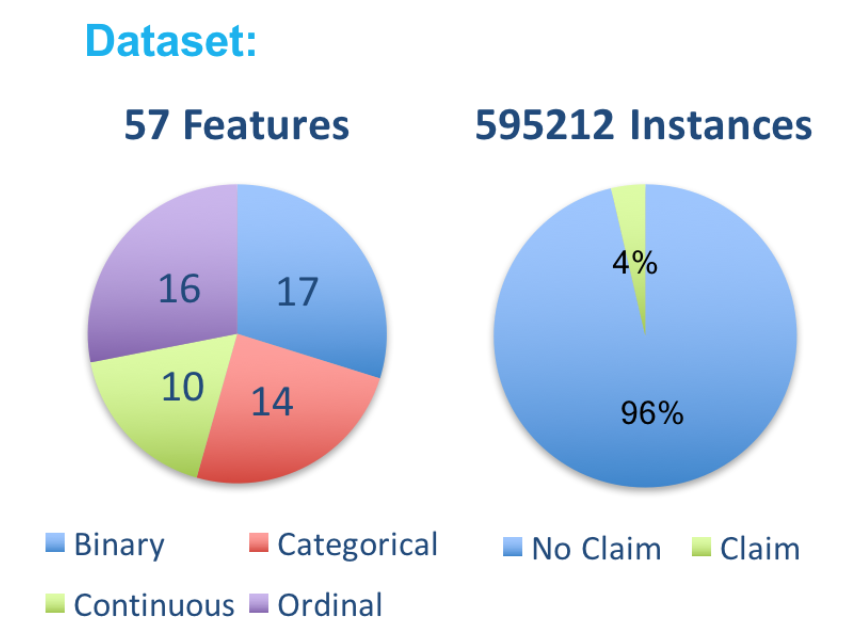 Dataset:
57 Features
595212 Instances
16
17
10
14
4%
96%
Binary
Categorical
Continuous
Ordinal
No Claim
Claim